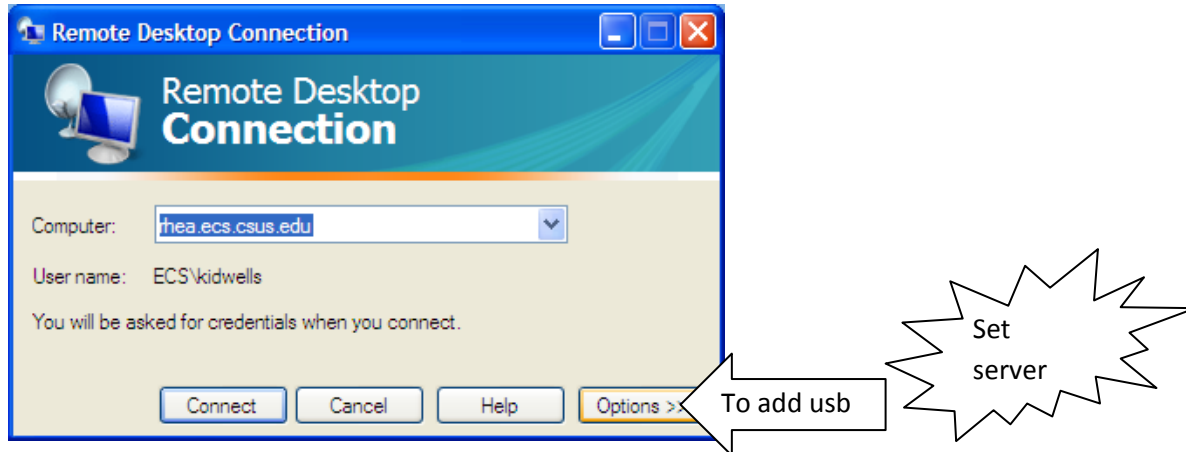 Remote Desktop Connection
Remote Desktop
Connection
Computer: rhea.ecs.csus.edu
User name: ECS\kidwells
You will be asked for credentials when you connect.
Connect Cancel Help Options >>
To add usb
Set
server